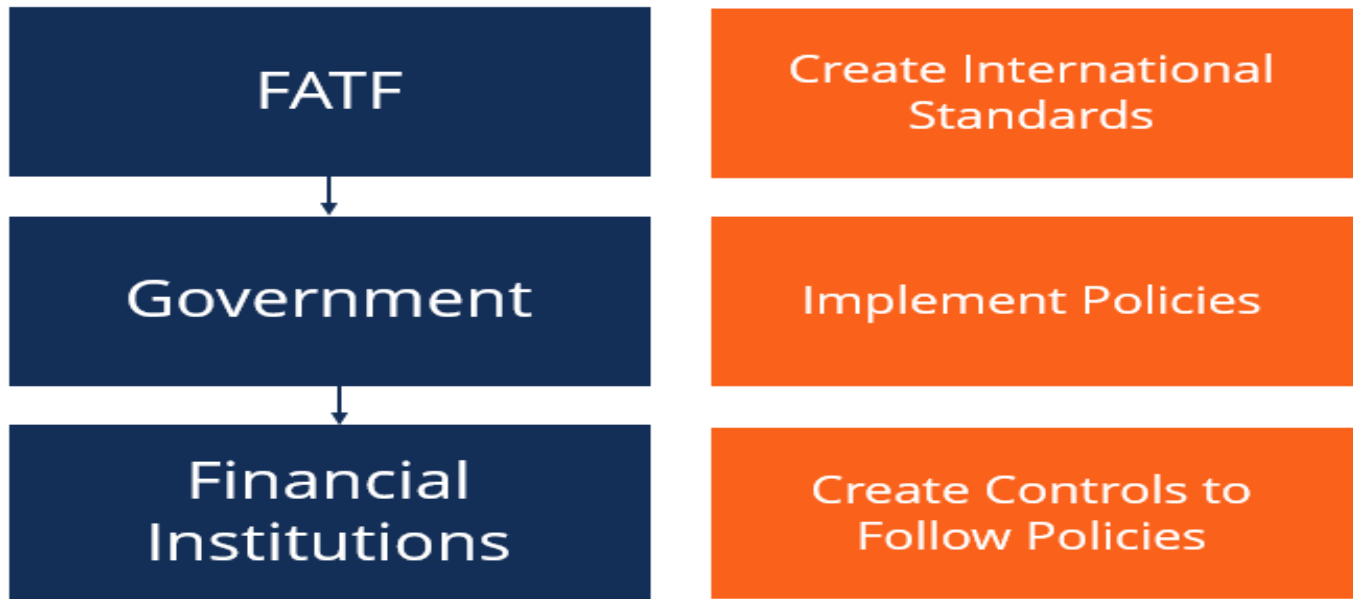 FATF
Create International
Standards
Government
Implement Policies
Financial
Institutions
Create Controls to
Follow Policies